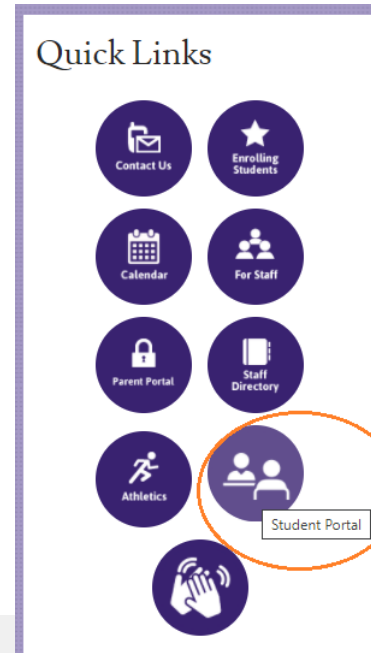 Quick Links
Contact Us
Enrolling
Students
Calendar
For Staff
Parent Portal
Staff
Directory
Athletics
Student Portal